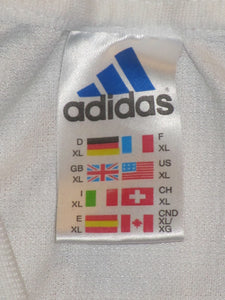 adidas
D F
XL XL
GB US
XL XL
I CH
XL XL
E CND
XL XL/
XG